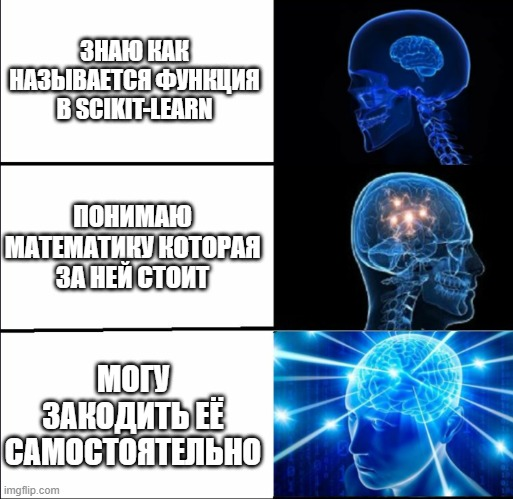 ЗНАЮ КАК
НАЗЫВАЕТСЯ ФУНКЦИЯ
В SCIKIT-LEARN
ПОНИМАЮ
МАТЕМАТИКУ КОТОРАЯ
ЗА НЕЙ СТОИТ
МОГУ
ЗАКОДИТЬ ЕЁ
САМОСТОЯТЕЛЬНО
imgflip.com